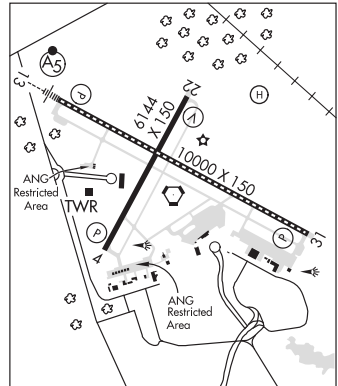 A5
13
22
V
H
P
6144
X 150
10000 X 150
ANG
Restricted
Area
TWR
P
4
P
31
ANG
Restricted
Area